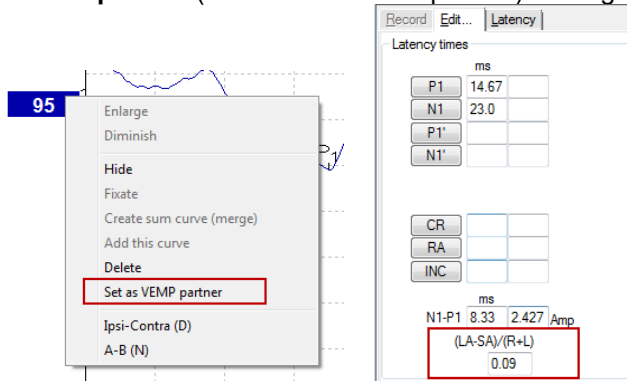 95
Enlarge
Diminish
Hide
Fixate
Create sum curve (merge)
Add this curve
Delete
Set as VEMP partner
Ipsi-Contra (D)
A-B (N)
P1
Record Edit... Latency
Latency times
ms
P1 14.67
N1 23.0
P1'
N1'
CR
RA
INC
ms
N1-P1 8.33 2.427 Amp
(LA-SA)/(R+L)
0.09